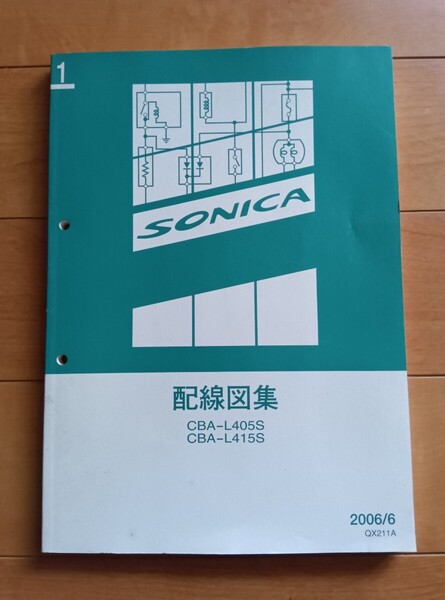 1
SONICA
配線図集
CBA-L405S
CBA-L415S
2006/6
QX211A